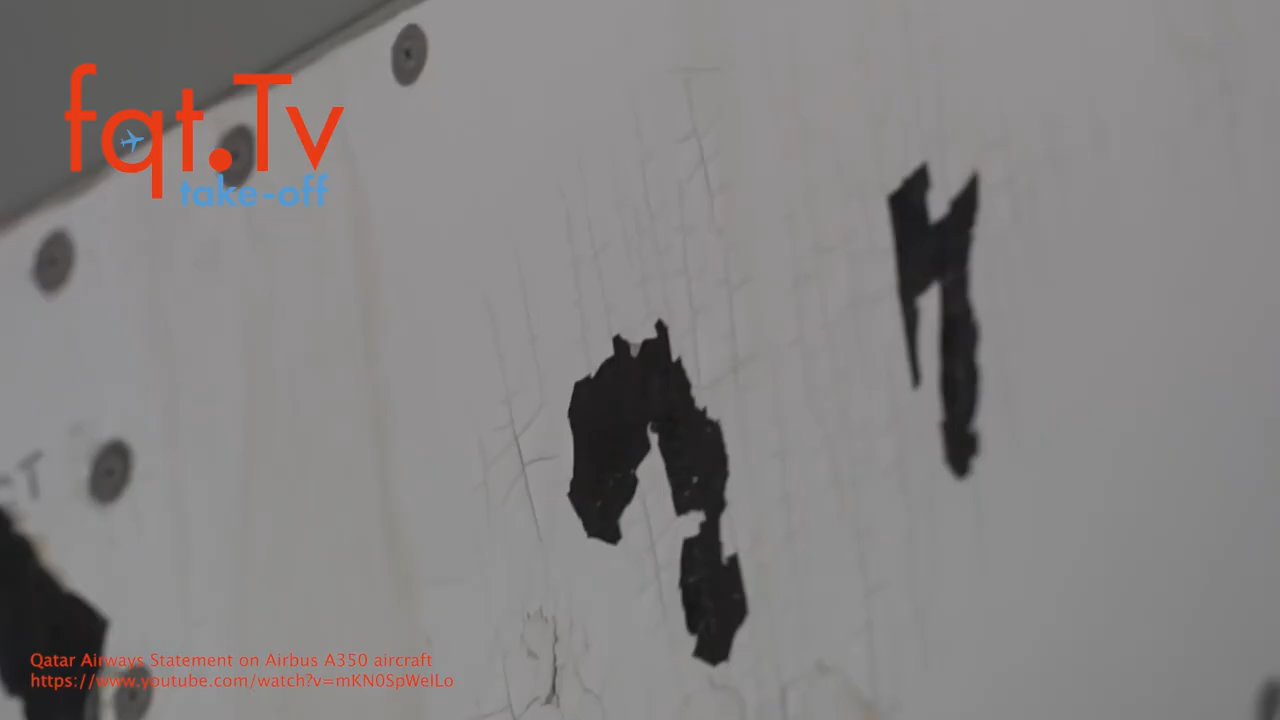 fqt.Tv
take-off
Qatar Airways Statement on Airbus A350 aircraft
https://www.youtube.com/watch?v=mKN0SpWelLo